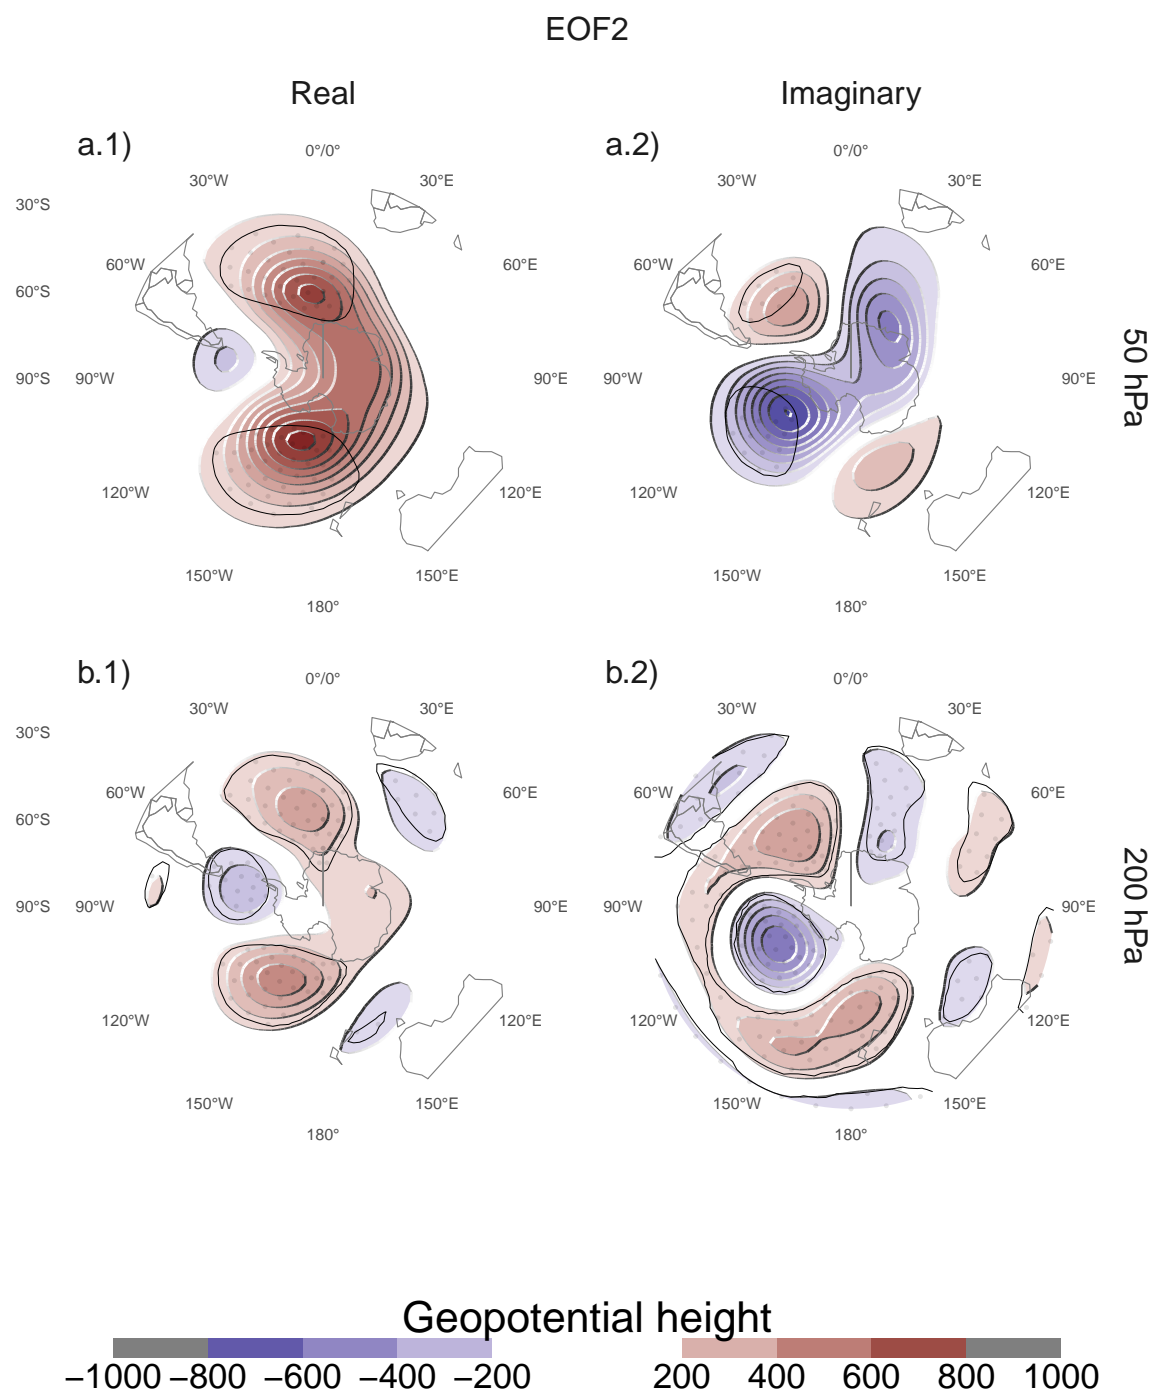 EOF2
Real Imaginary
a.1) a.2)
0°/0° 0°/0°
30°W 30°E 30°W 30°E
30°S
60°W 60°E 60°W 60°E
60°S
50 hPa
90°S 90°W 90°E 90°W 90°E
120°W 120°E 120°W 120°E
150°W 150°E 150°W 150°E
180° 180°
b.1) b.2)
0°/0° 0°/0°
30°W 30°E 30°W 30°E
30°S
60°W 60°E 60°W 60°E
60°S
200 hPa
90°S 90°W 90°E 90°W 90°E
120°W 120°E 120°W 120°E
150°W 150°E 150°W 150°E
180° 180°
Geopotential height
−1000 −800 −600 −400 −200 200 400 600 800 1000